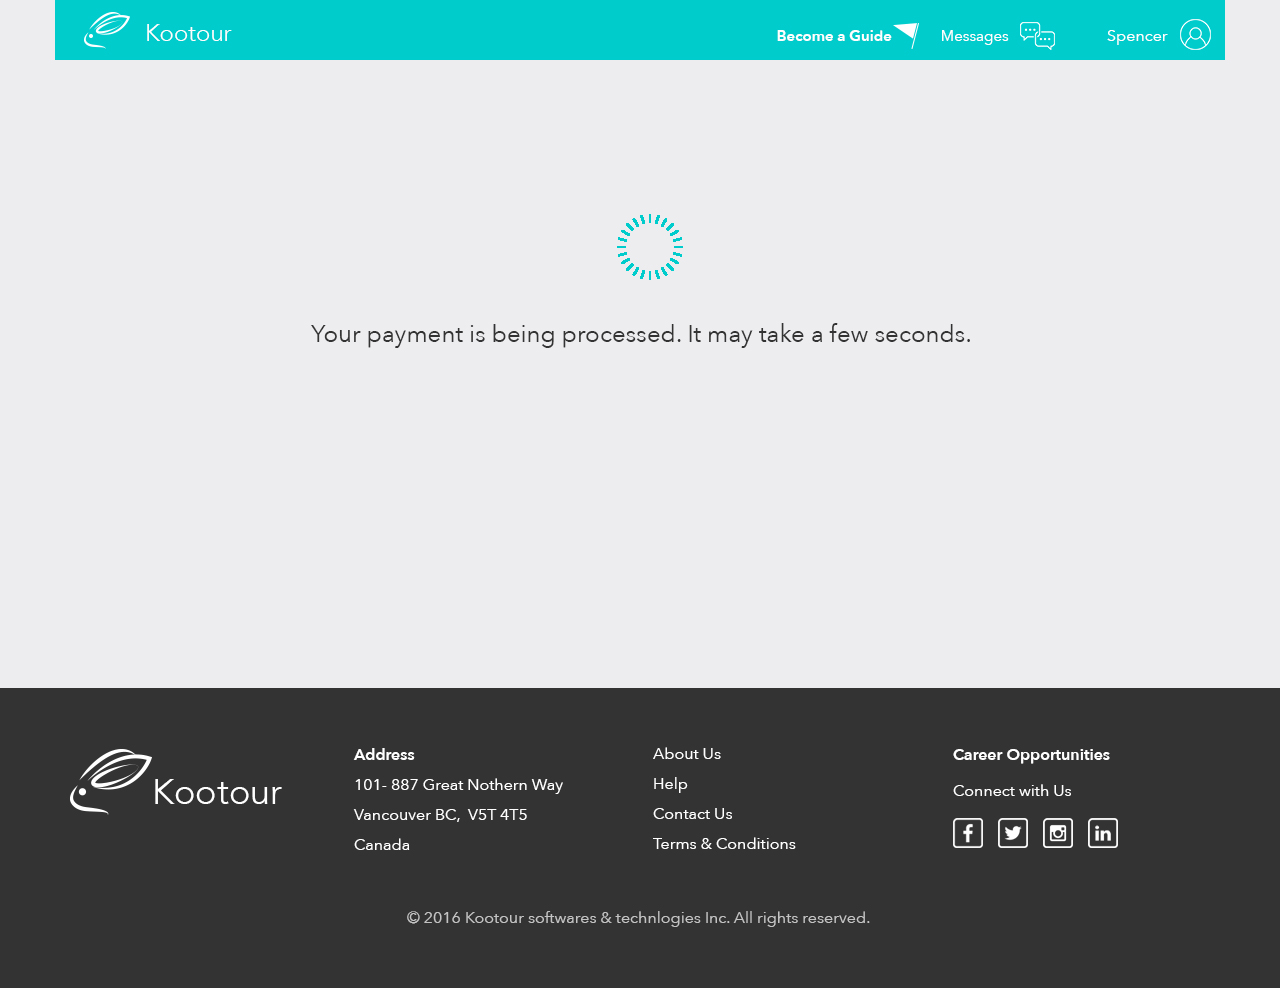 Kootour
Become a Guide
Messages
Spencer
Your payment is being processed. It may take a few seconds.
Kootour
Address
101- 887 Great Nothern Way
Vancouver BC,  V5T 4T5
Canada
About Us
Help
Contact Us
Terms & Conditions
Career Opportunities
Connect with Us
© 2016 Kootour softwares & technlogies Inc. All rights reserved.